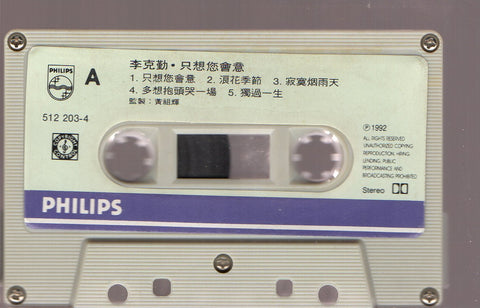 PHILIPS
A
李克勤•只想您會意
1. 只想您會意 2. 浪花季節 3. 寂寞烟雨天
4. 多想抱頭哭一場 5. 獨過一生
監製：黃祖輝
512 203-4
Ⓟ1992
ALL RIGHTS RESERVED
UNAUTHORIZED COPYING
REPRODUCTION, HIRING,
LENDING, PUBLIC
PERFORMANCE AND
BROADCASTING PROHIBITED
Stereo
PHILIPS